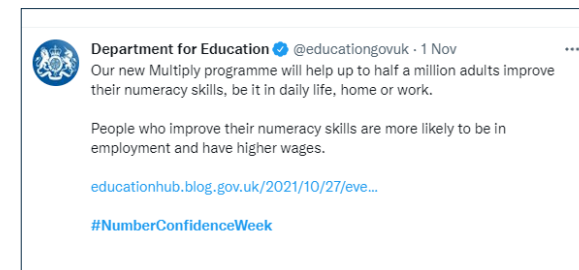 Department for Education @educationgovuk · 1 Nov
Our new Multiply programme will help up to half a million adults improve
their numeracy skills, be it in daily life, home or work.
People who improve their numeracy skills are more likely to be in
employment and have higher wages.
educationhub.blog.gov.uk/2021/10/27/eve...
#NumberConfidenceWeek